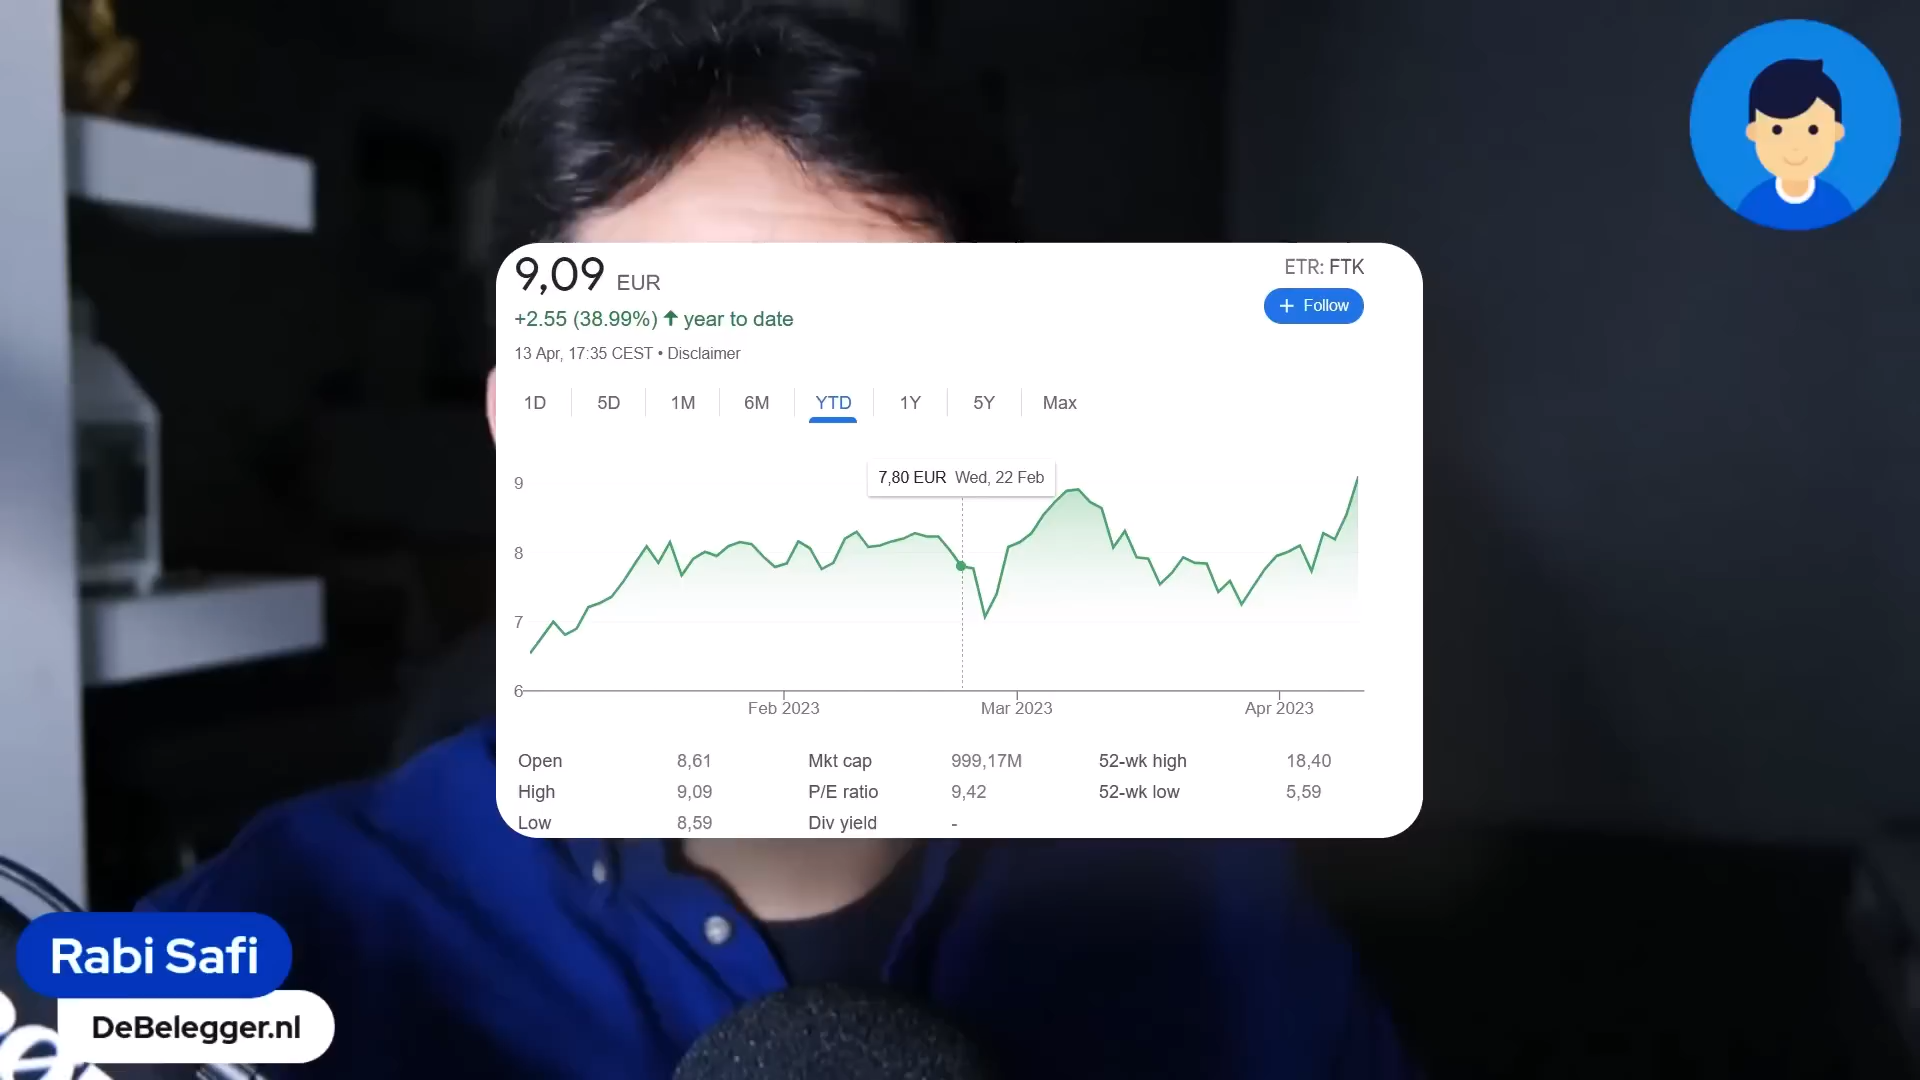 9,09 EUR
ETR: FTK
+2.55 (38.99%) year to date
+ Follow
13 Apr, 17:35 CEST • Disclaimer
1D 5D 1M 6M YTD 1Y 5Y Max
7,80 EUR Wed, 22 Feb
9
8
7
6
Feb 2023 Mar 2023 Apr 2023
Open 8,61 Mkt cap 999,17M 52-wk high 18,40
High 9,09 P/E ratio 9,42 52-wk low 5,59
Low 8,59 Div yield -
Rabi Safi
DeBelegger.nl